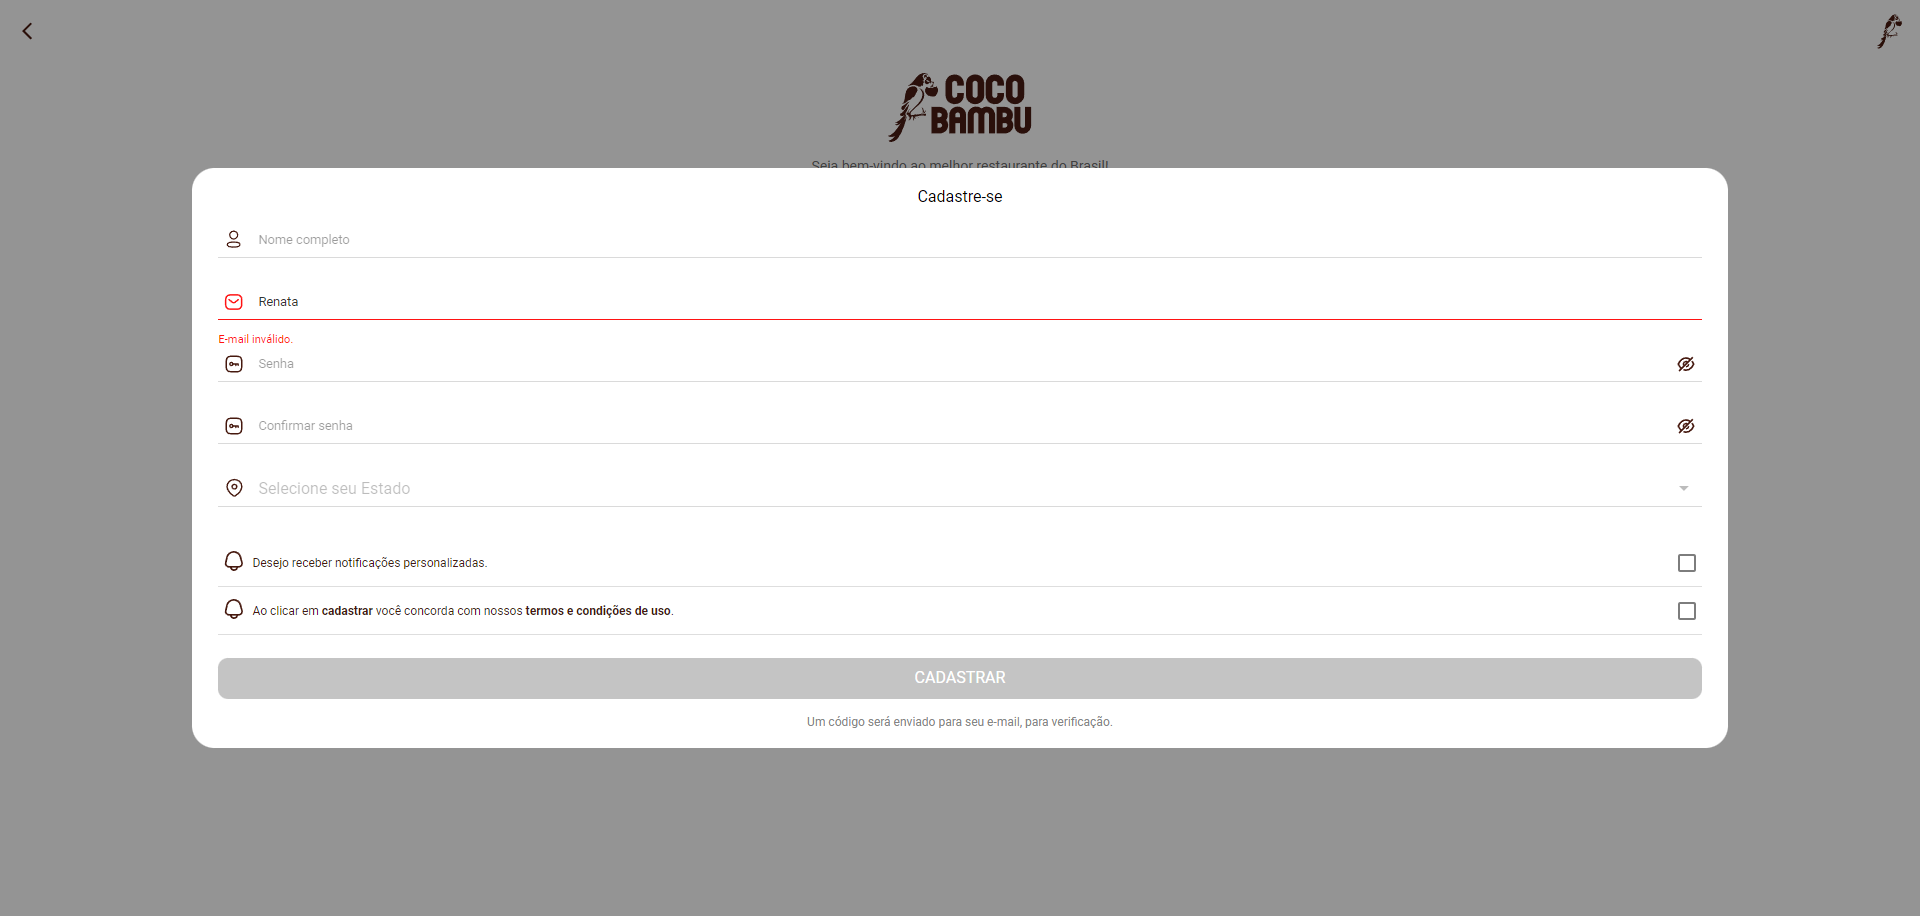 COCO
BAMBU
Seja bem-vindo ao melhor restaurante do Brasil!
Cadastre-se
Nome completo
Renata
E-mail inválido.
Senha
Confirmar senha
Selecione seu Estado
Desejo receber notificações personalizadas.
Ao clicar em cadastrar você concorda com nossos termos e condições de uso.
CADASTRAR
Um código será enviado para seu e-mail, para verificação.